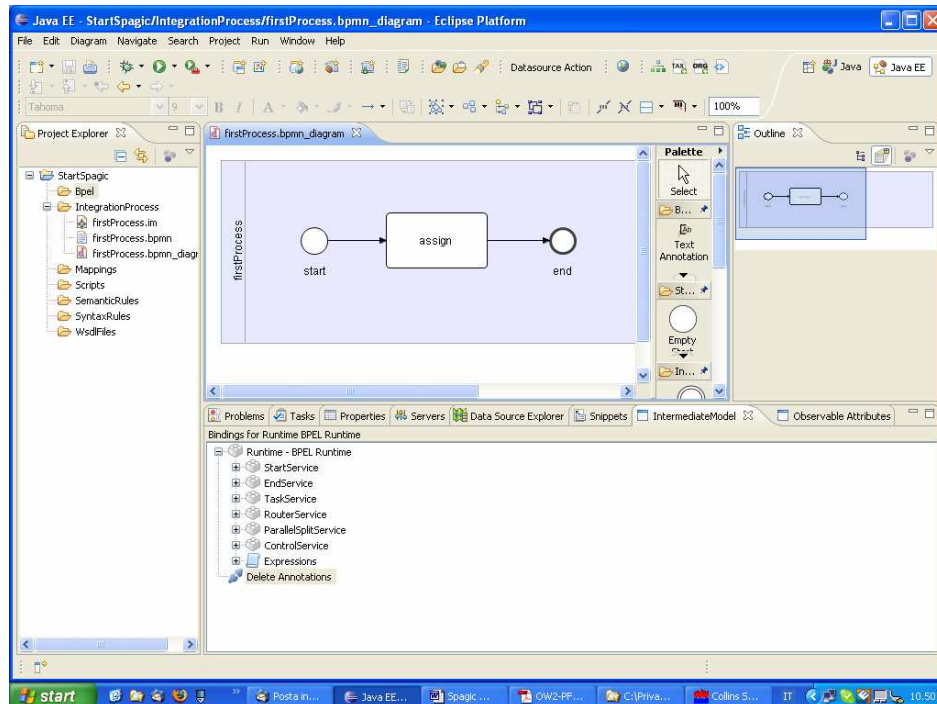 Java EE - StartSpagic/IntegrationProcess/firstProcess.bpmn_diagram - Eclipse Platform
File Edit Diagram Navigate Search Project Run Window Help
Datasource Action
Java
Java EE
Tahoma 9 B I A 100%
Project Explorer
firstProcess.bpmn_diagram
Outline
StartSpagic
Bpel
IntegrationProcess
firstProcess.im
firstProcess.bpmn
firstProcess.bpmn_diagr
Mappings
Scripts
SemanticRules
SyntaxRules
WsdlFiles
firstProcess
start
assign
end
Palette
Select
B...
Text
Annotation
St...
Empty
In...
Problems Tasks Properties Servers Data Source Explorer Snippets IntermediateModel Observable Attributes
Bindings for Runtime BPEL Runtime
Runtime - BPEL Runtime
StartService
EndService
TaskService
RouterService
ParallelSplitService
ControlService
Expressions
Delete Annotations
start
Posta in...
Java EE...
Spagic ...
OW2-PF...
C:\Priva...
Collins S...
IT
10.50